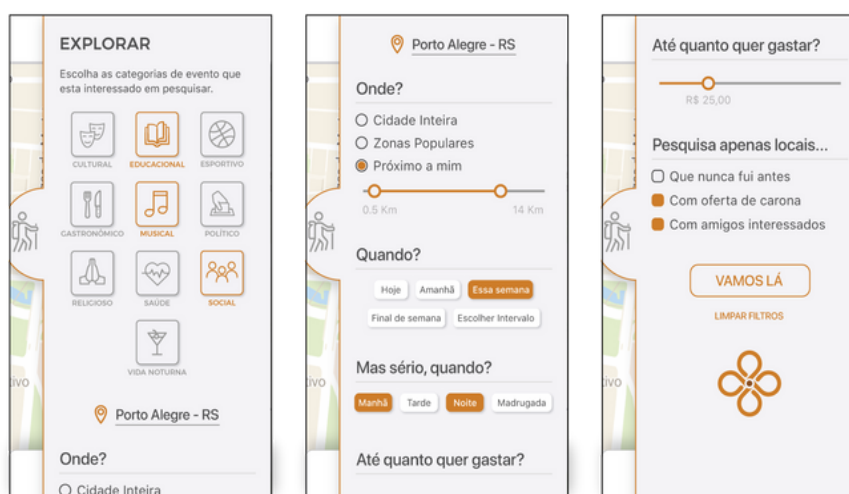 EXPLORAR
Escolha as categorias de evento que
esta interessado em pesquisar.
CULTURAL EDUCACIONAL ESPORTIVO
GASTRONÔMICO MUSICAL POLÍTICO
RELIGIOSO SAÚDE SOCIAL
VIDA NOTURNA
Porto Alegre - RS
Onde?
Cidade Inteira
tivo
Porto Alegre - RS
Onde?
Cidade Inteira
Zonas Populares
Próximo a mim
0.5 Km 14 Km
Quando?
Hoje Amanhã Essa semana
Final de semana Escolher Intervalo
Mas sério, quando?
Manhã Tarde Noite Madrugada
Até quanto quer gastar?
tivo
Até quanto quer gastar?
R$ 25,00
Pesquisa apenas locais...
Que nunca fui antes
Com oferta de carona
Com amigos interessados
VAMOS LÁ
LIMPAR FILTROS
tivo